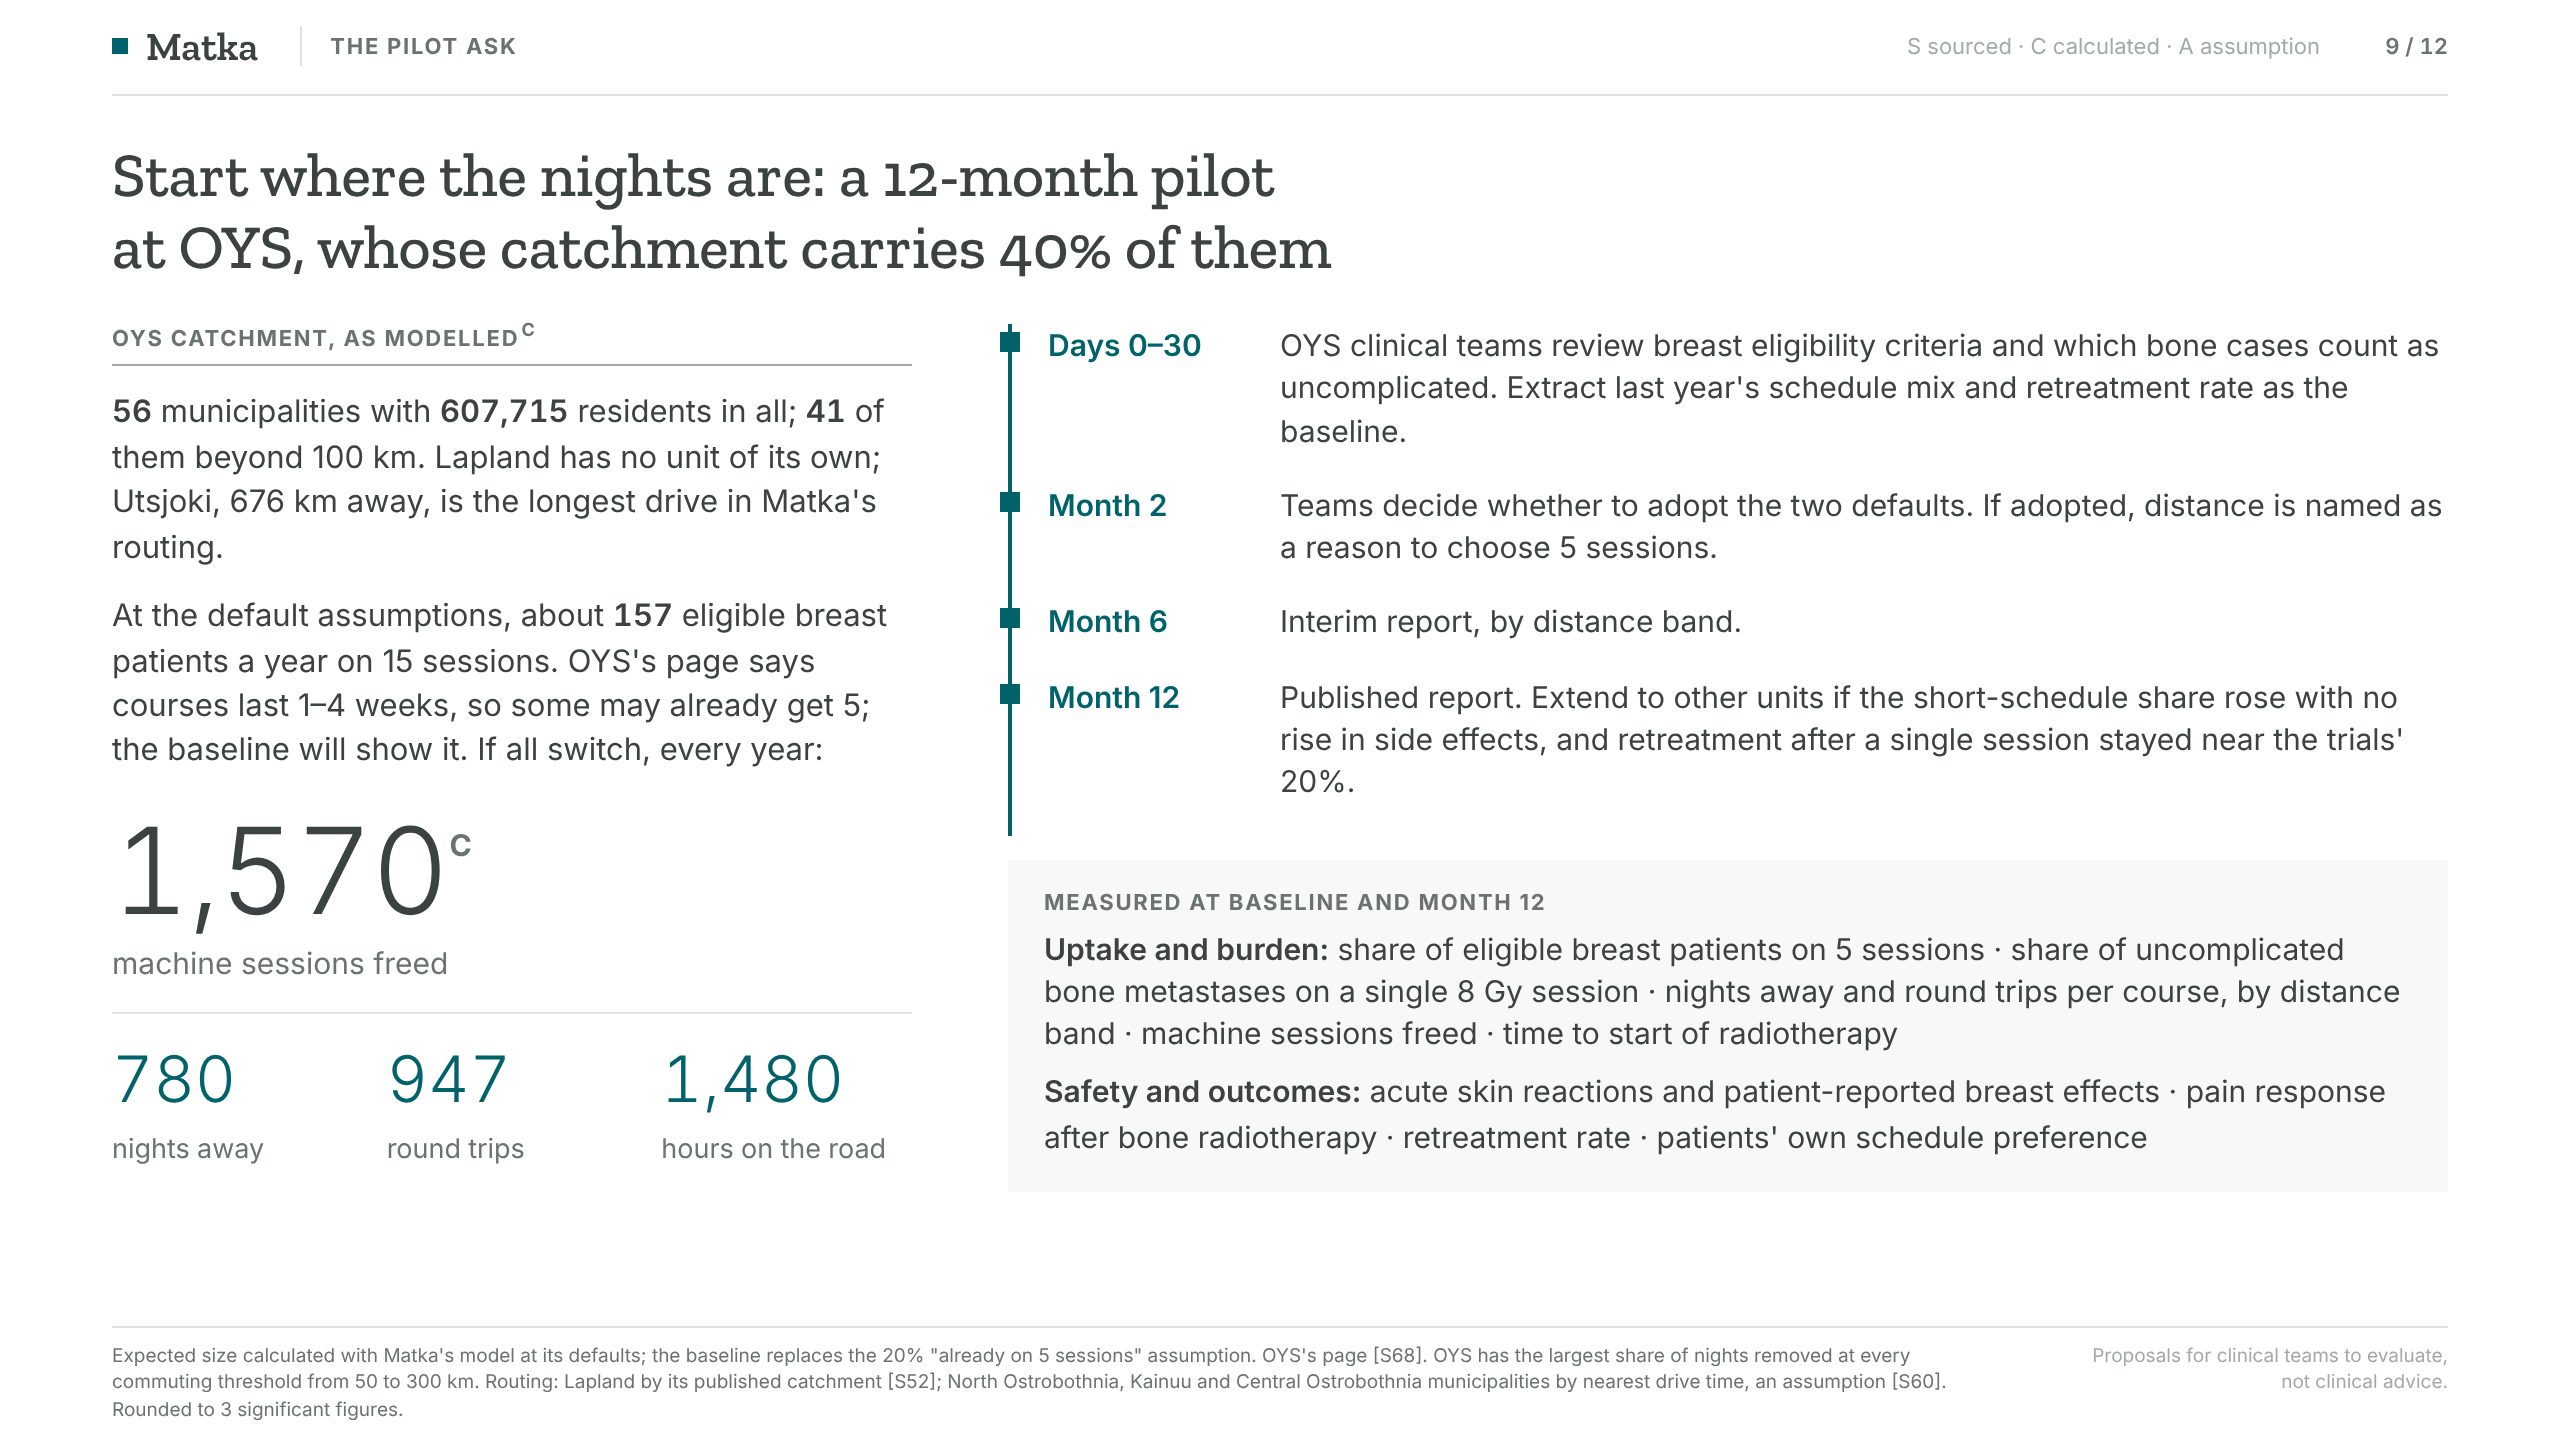 Matka
THE PILOT ASK
S sourced · C calculated · A assumption
9 / 12
Start where the nights are: a 12-month pilot
at OYS, whose catchment carries 40% of them
OYS CATCHMENT, AS MODELLED C
56 municipalities with 607,715 residents in all; 41 of
them beyond 100 km. Lapland has no unit of its own;
Utsjoki, 676 km away, is the longest drive in Matka's
routing.
At the default assumptions, about 157 eligible breast
patients a year on 15 sessions. OYS's page says
courses last 1–4 weeks, so some may already get 5;
the baseline will show it. If all switch, every year:
1,570 C
machine sessions freed
780
nights away
947
round trips
1,480
hours on the road
Days 0–30
OYS clinical teams review breast eligibility criteria and which bone cases count as
uncomplicated. Extract last year's schedule mix and retreatment rate as the
baseline.
Month 2
Teams decide whether to adopt the two defaults. If adopted, distance is named as
a reason to choose 5 sessions.
Month 6
Interim report, by distance band.
Month 12
Published report. Extend to other units if the short-schedule share rose with no
rise in side effects, and retreatment after a single session stayed near the trials'
20%.
MEASURED AT BASELINE AND MONTH 12
Uptake and burden: share of eligible breast patients on 5 sessions · share of uncomplicated
bone metastases on a single 8 Gy session · nights away and round trips per course, by distance
band · machine sessions freed · time to start of radiotherapy
Safety and outcomes: acute skin reactions and patient-reported breast effects · pain response
after bone radiotherapy · retreatment rate · patients' own schedule preference
Expected size calculated with Matka's model at its defaults; the baseline replaces the 20% "already on 5 sessions" assumption. OYS's page [S68]. OYS has the largest share of nights removed at every
commuting threshold from 50 to 300 km. Routing: Lapland by its published catchment [S52]; North Ostrobothnia, Kainuu and Central Ostrobothnia municipalities by nearest drive time, an assumption [S60].
Rounded to 3 significant figures.
Proposals for clinical teams to evaluate,
not clinical advice.